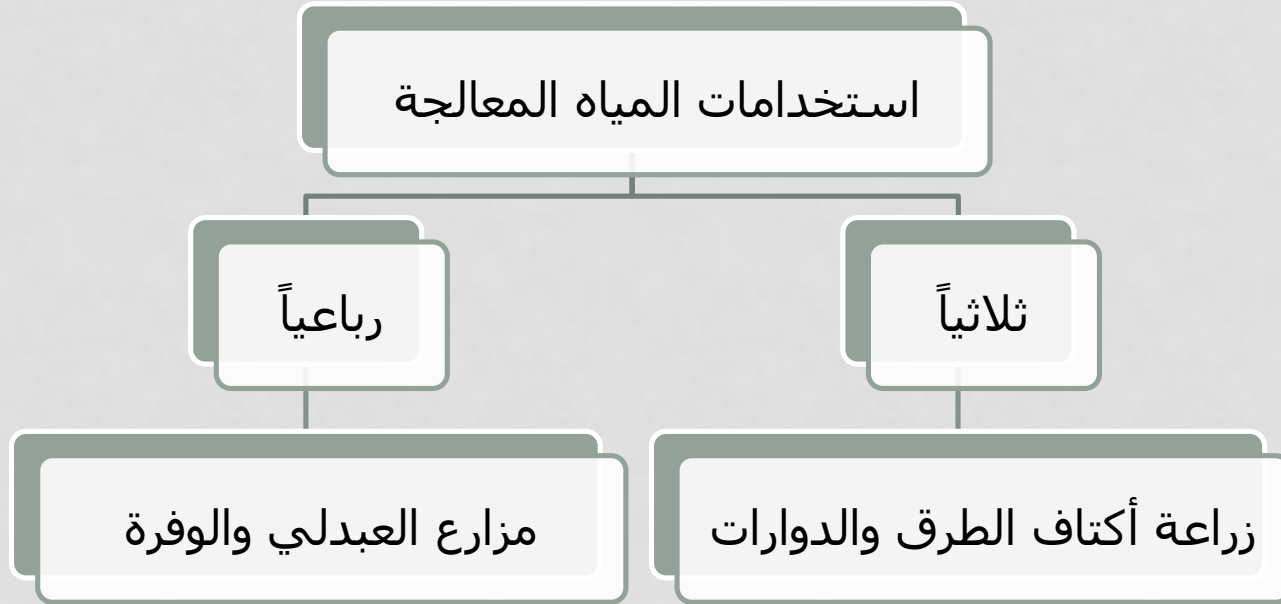 استخدامات المياه المعالجة
ثلاثياً
رباعياً
زراعة أكتاف الطرق والدوارات
مزارع العبدلي والوفرة